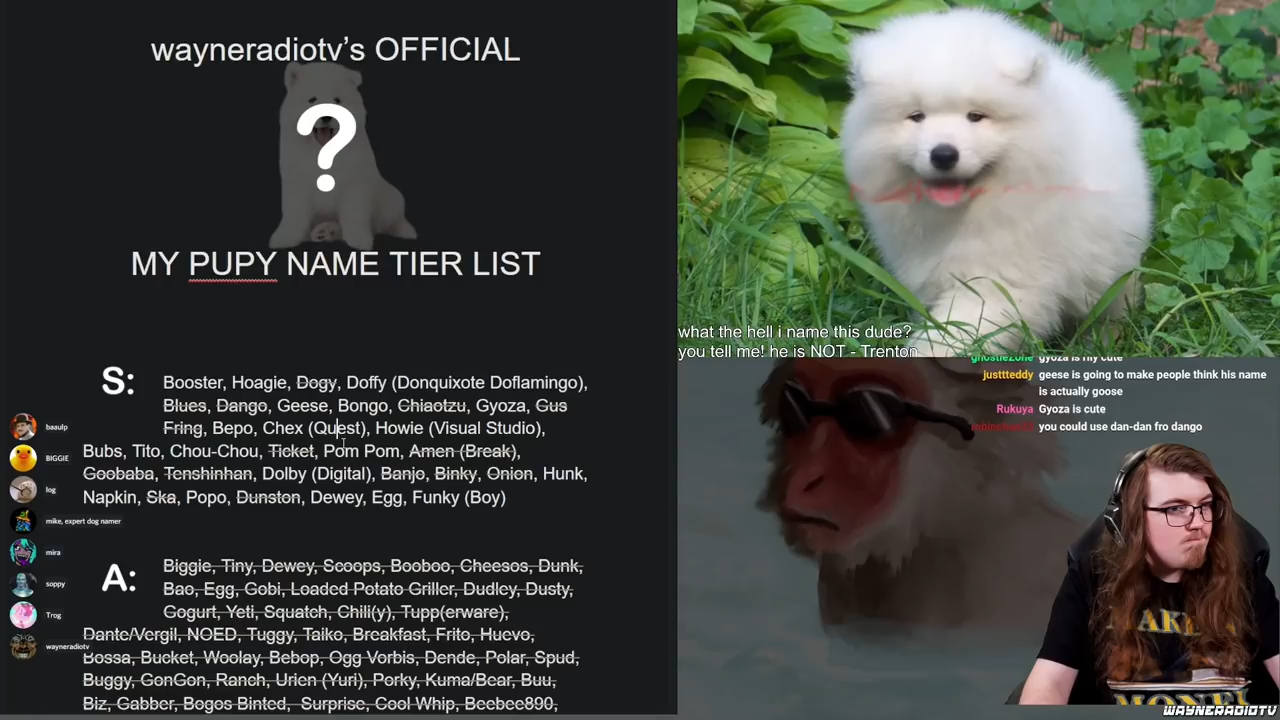 wayneradiotv’s OFFICIAL
?
MY PUPY NAME TIER LIST
S:
Booster, Hoagie, Dogy, Doffy (Donquixote Doflamingo),
Blues, Dango, Geese, Bongo, Chiaotzu, Gyoza, Gus
Fring, Bepo, Chex (Quest), Howie (Visual Studio),
Bubs, Tito, Chou-Chou, Ticket, Pom Pom, Amen (Break),
Goobaba, Tenshinhan, Dolby (Digital), Banjo, Binky, Onion, Hunk,
Napkin, Ska, Popo, Dunston, Dewey, Egg, Funky (Boy)
A:
Biggie, Tiny, Dewey, Scoops, Booboo, Cheesos, Dunk,
Bao, Egg, Gobi, Loaded Potato Griller, Dudley, Dusty,
Gogurt, Yeti, Squatch, Chili(y), Tupp(erware),
Dante/Vergil, NOED, Tuggy, Taiko, Breakfast, Frito, Huevo,
Bossa, Bucket, Woolay, Bebop, Ogg Vorbis, Dende, Polar, Spud,
Buggy, GonGon, Ranch, Urien (Yuri), Porky, Kuma/Bear, Buu,
Biz, Gabber, Bogos Binted, Surprise, Cool Whip,
baaulp
BIGGIE
log
mike, expert dog namer
mira
soppy
Trog
wayneradiotv
what the hell i name this dude?
you tell me! he is NOT - Trenton
ghostlezone gyoza is rly cute
justtteddy geese is going to make people think his name
is actually goose
Rukuya Gyoza is cute
you could use dan-dan fro dango
MAKE
MONEY
WAYNERADIOTV